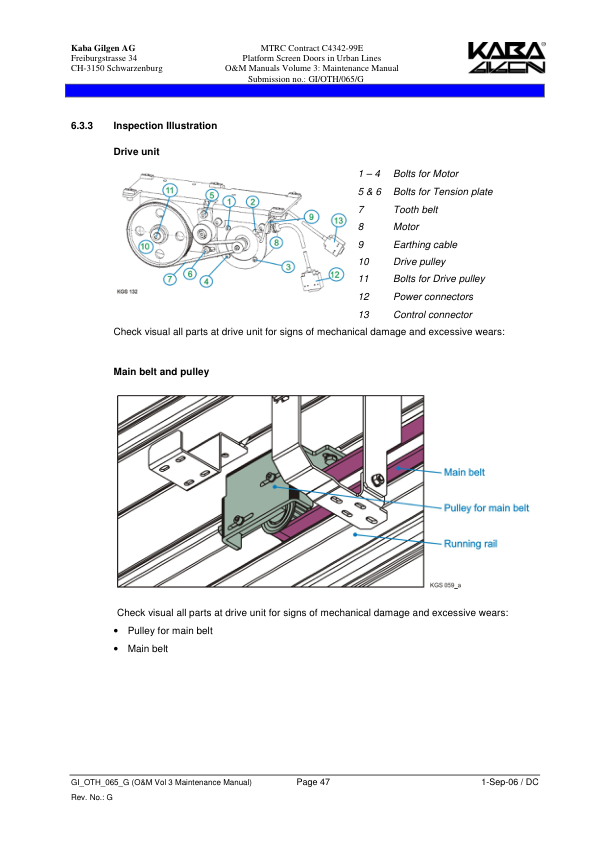 Kaba Gilgen AG
Freiburgstrasse 34
CH-3150 Schwarzenburg
MTRC Contract C4342-99E
Platform Screen Doors in Urban Lines
O&M Manuals Volume 3: Maintenance Manual
Submission no.: GI/OTH/065/G
KABA®
GILGEN
6.3.3 Inspection Illustration
Drive unit
11
5
1
2
9
13
10
8
7
6
4
3
12
KGS 132
1 – 4 Bolts for Motor
5 & 6 Bolts for Tension plate
7 Tooth belt
8 Motor
9 Earthing cable
10 Drive pulley
11 Bolts for Drive pulley
12 Power connectors
13 Control connector
Check visual all parts at drive unit for signs of mechanical damage and excessive wears:
Main belt and pulley
Main belt
Pulley for main belt
Running rail
KGS 059_a
Check visual all parts at drive unit for signs of mechanical damage and excessive wears:
• Pulley for main belt
• Main belt
GI_OTH_065_G (O&M Vol 3 Maintenance Manual) Page 47 1-Sep-06 / DC
Rev. No.: G